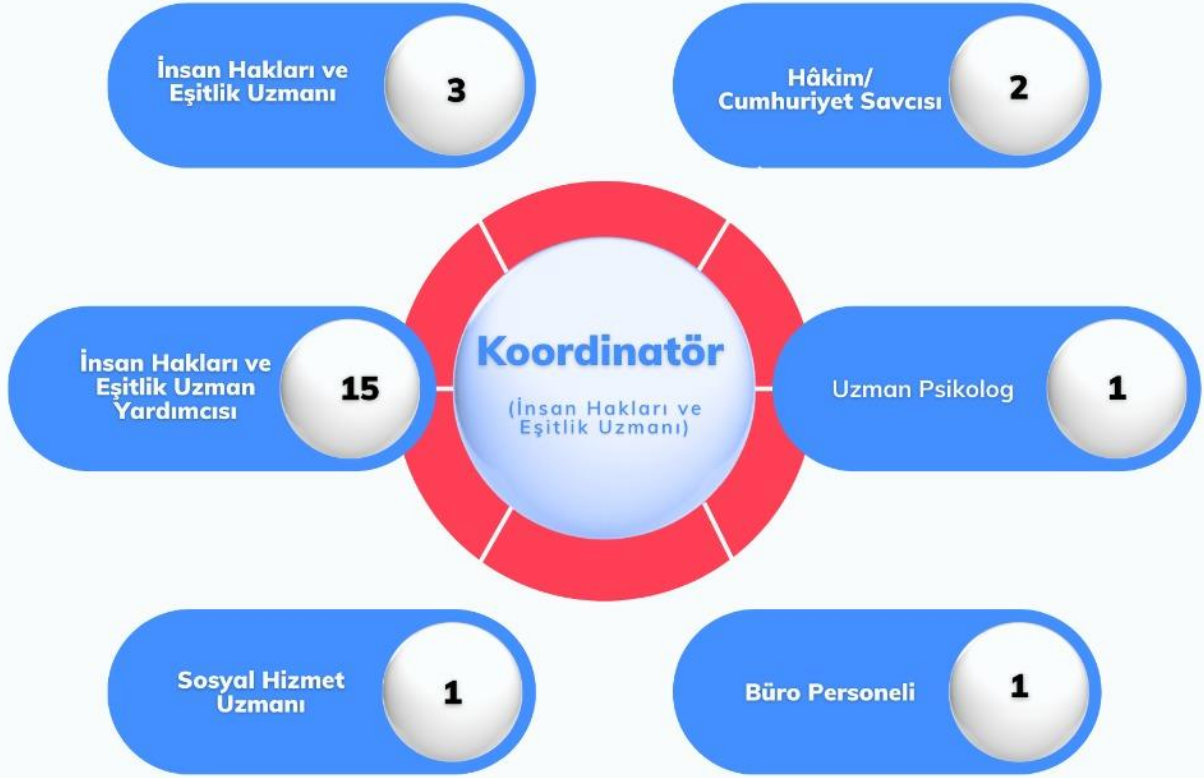 İnsan Hakları ve
Eşitlik Uzmanı
3
Hâkim/
Cumhuriyet Savcısı
2
İnsan Hakları ve
Eşitlik Uzman
Yardımcısı
15
Koordinatör
(İnsan Hakları ve
Eşitlik Uzmanı)
Uzman Psikolog
1
Sosyal Hizmet
Uzmanı
1
Büro Personeli
1